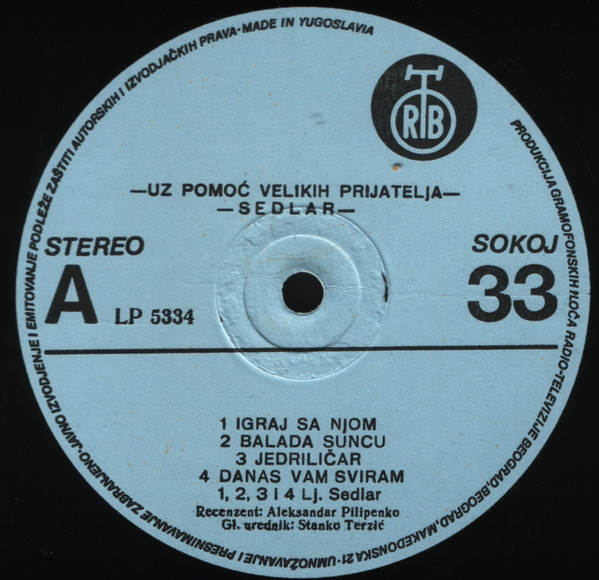 PRODUKCIJA GRAMOFONSKIH PLOČA RADIO-TELEVIZIJE BEOGRAD, BEOGRAD, MAKEDONSKA 21 - UMNOŽAVANJE I PRESNIMAVANJE ZABRANJENO - JAVNO IZVODJENJE I EMITOVANJE PODLEŽE ZAŠTITI AUTORSKIH I IZVODJAČKIH PRAVA - MADE IN YUGOSLAVIA
RTB
—UZ POMOĆ VELIKIH PRIJATELJA—
—SEDLAR—
STEREO
SOKOJ
A
LP 5334
33
1 IGRAJ SA NJOM
2 BALADA SUNCU
3 JEDRILIČAR
4 DANAS VAM SVIRAM
1, 2, 3 i 4 Lj. Sedlar
Recenzent: Aleksandar Pilipenko
Gl. urednik: Stanko Terzić